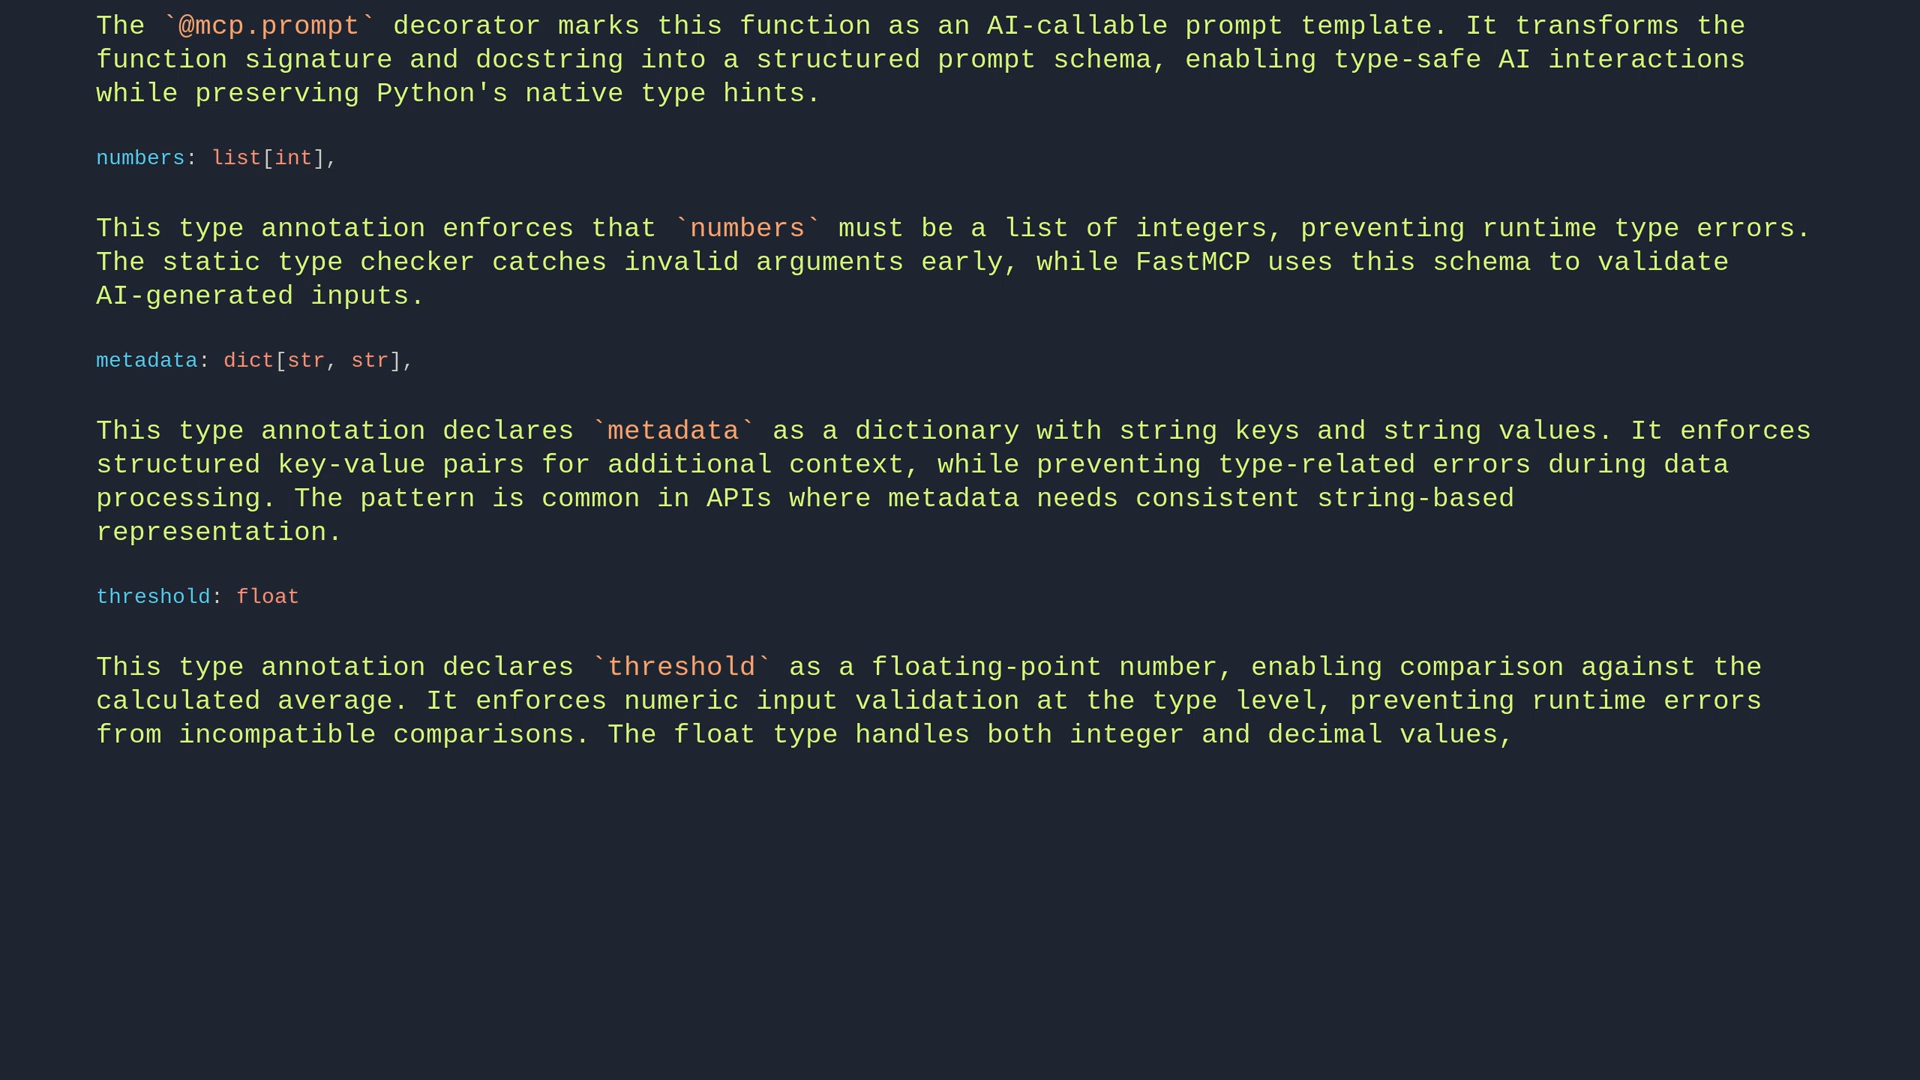 The `@mcp.prompt` decorator marks this function as an AI-callable prompt template. It transforms the
function signature and docstring into a structured prompt schema, enabling type-safe AI interactions
while preserving Python's native type hints.
numbers: list[int],
This type annotation enforces that `numbers` must be a list of integers, preventing runtime type errors.
The static type checker catches invalid arguments early, while FastMCP uses this schema to validate
AI-generated inputs.
metadata: dict[str, str],
This type annotation declares `metadata` as a dictionary with string keys and string values. It enforces
structured key-value pairs for additional context, while preventing type-related errors during data
processing. The pattern is common in APIs where metadata needs consistent string-based
representation.
threshold: float
This type annotation declares `threshold` as a floating-point number, enabling comparison against the
calculated average. It enforces numeric input validation at the type level, preventing runtime errors
from incompatible comparisons. The float type handles both integer and decimal values,